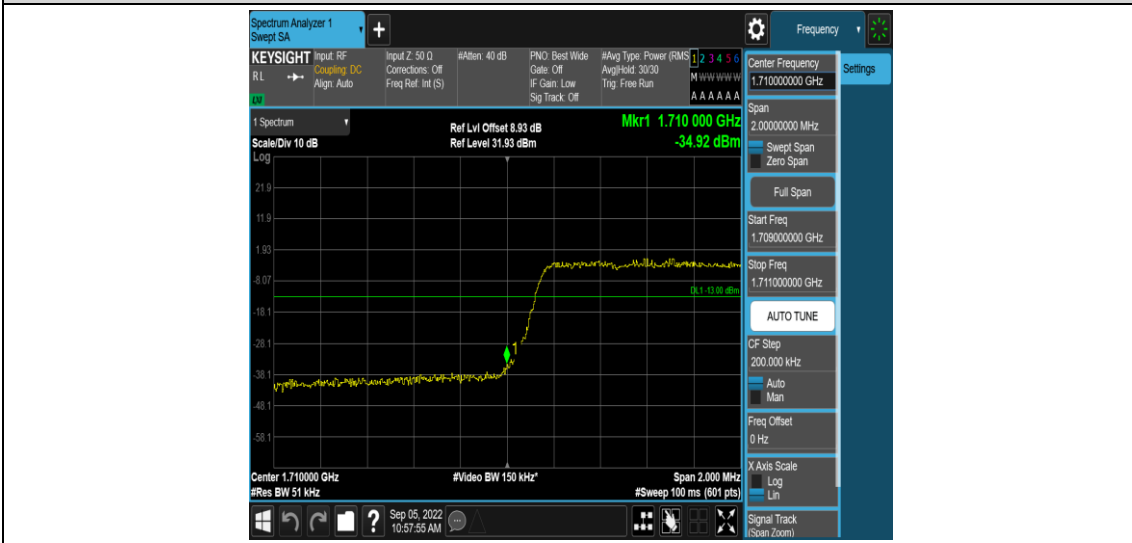 Spectrum Analyzer 1
Swept SA
Frequency
KEYSIGHT
R L
LXI
Input: RF
Coupling: DC
Align: Auto
Input Z: 50 Ω
Corrections: Off
Freq Ref: Int (S)
#Atten: 40 dB
PNO: Best Wide
Gate: Off
IF Gain: Low
Sig Track: Off
#Avg Type: Power (RMS
Avg|Hold: 30/30
Trig: Free Run
1 2 3 4 5 6
M W W W W W
A A A A A A
1 Spectrum
Scale/Div 10 dB
Log
Ref Lvl Offset 8.93 dB
Ref Level 31.93 dBm
Mkr1 1.710 000 GHz
-34.92 dBm
21.9
11.9
1.93
-8.07
DL1 -13.00 dBm
-18.1
-28.1
1
-38.1
-48.1
-58.1
Center 1.710000 GHz
#Res BW 51 kHz
#Video BW 150 kHz*
Span 2.000 MHz
#Sweep 100 ms (601 pts)
Sep 05, 2022
10:57:55 AM
Settings
Center Frequency
1.710000000 GHz
Span
2.00000000 MHz
Swept Span
Zero Span
Full Span
Start Freq
1.709000000 GHz
Stop Freq
1.711000000 GHz
AUTO TUNE
CF Step
200.000 kHz
Auto
Man
Freq Offset
0 Hz
X Axis Scale
Log
Lin
Signal Track
(Span Zoom)